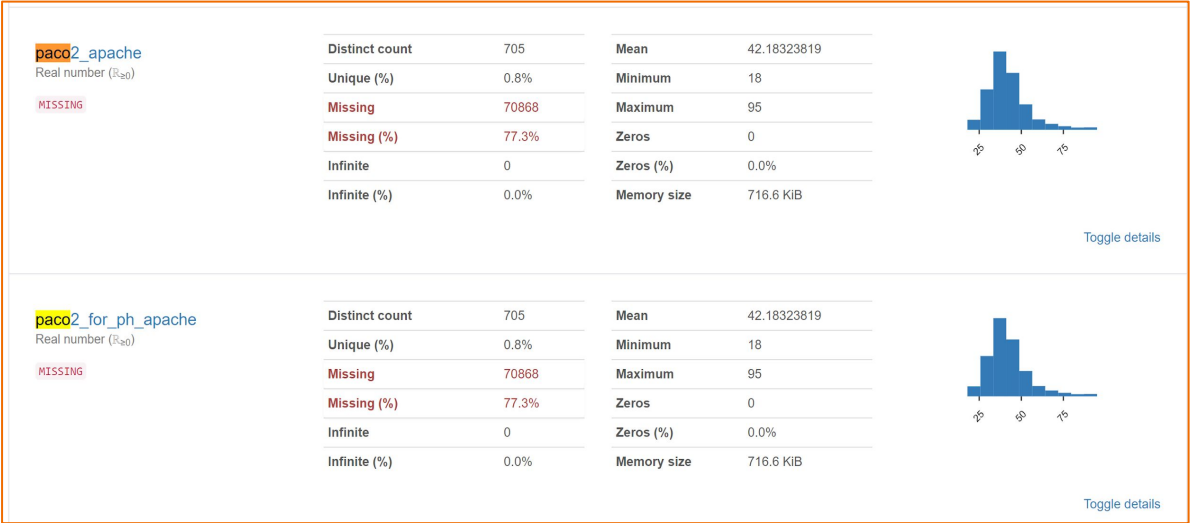 paco2_apache
Real number (ℝ≥0)
MISSING
Distinct count 705
Unique (%) 0.8%
Missing 70868
Missing (%) 77.3%
Infinite 0
Infinite (%) 0.0%
Mean 42.18323819
Minimum 18
Maximum 95
Zeros 0
Zeros (%) 0.0%
Memory size 716.6 KiB
25 50 75
Toggle details
paco2_for_ph_apache
Real number (ℝ≥0)
MISSING
Distinct count 705
Unique (%) 0.8%
Missing 70868
Missing (%) 77.3%
Infinite 0
Infinite (%) 0.0%
Mean 42.18323819
Minimum 18
Maximum 95
Zeros 0
Zeros (%) 0.0%
Memory size 716.6 KiB
25 50 75
Toggle details